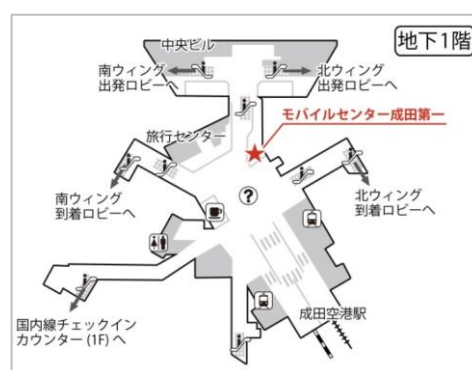 地下1階
中央ビル
南ウィング
出発ロビーへ
北ウィング
出発ロビーへ
モバイルセンター成田第一
旅行センター
?
南ウィング
到着ロビーへ
北ウィング
到着ロビーへ
国内線チェックイン
カウンター(1F)へ
成田空港駅